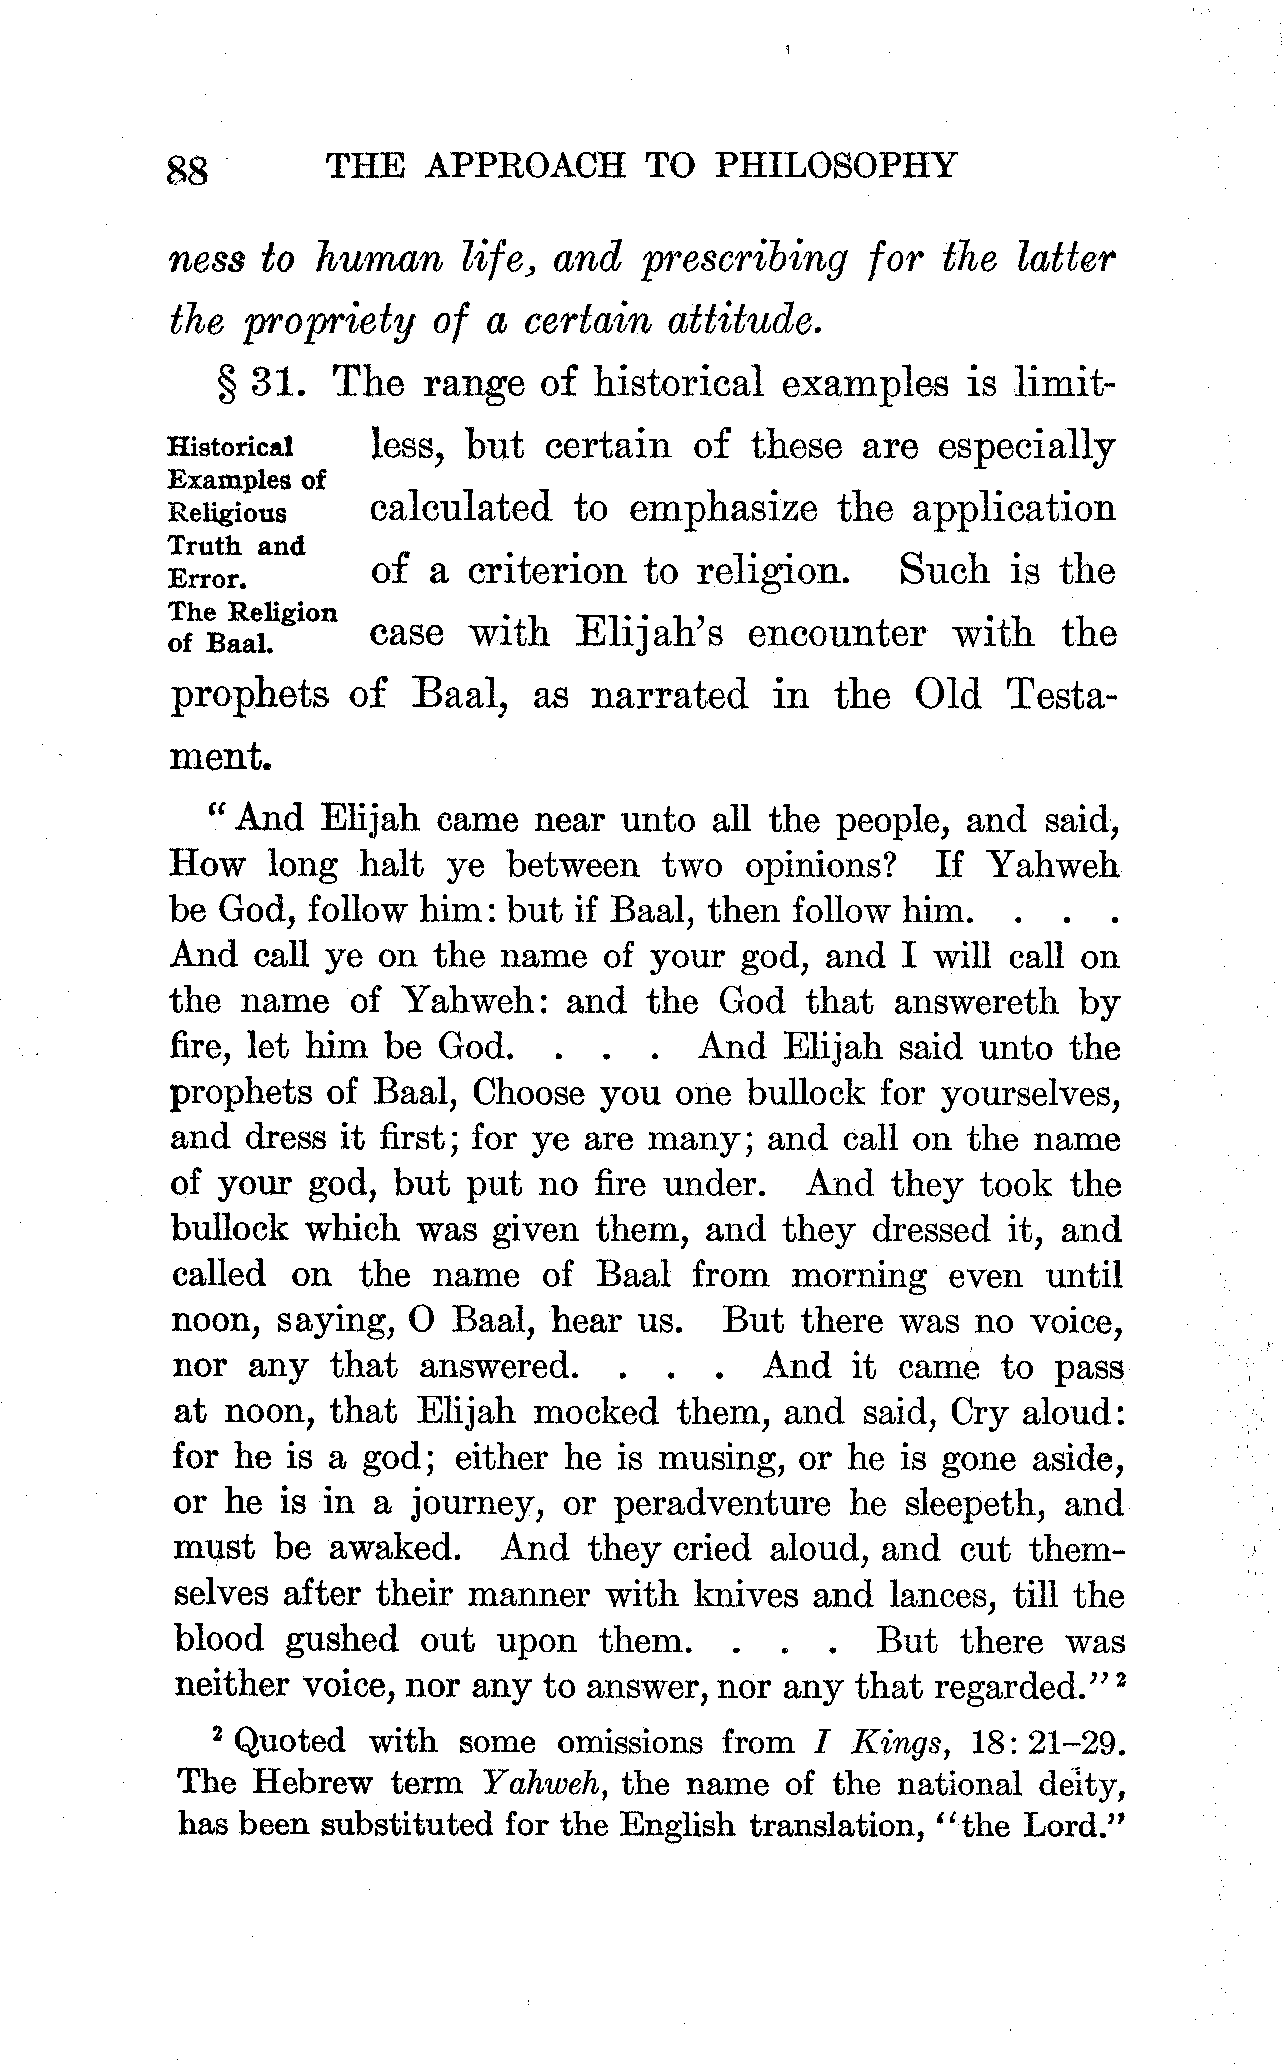 88 THE APPROACH TO PHILOSOPHY
ness to human life, and prescribing for the latter
the propriety of a certain attitude.
§ 31. The range of historical examples is limit-
Historical
Examples of
Religious
Truth and
Error.
The Religion
of Baal.
less, but certain of these are especially
calculated to emphasize the application
of a criterion to religion. Such is the
case with Elijah's encounter with the
prophets of Baal, as narrated in the Old Testa-
ment.
"And Elijah came near unto all the people, and said,
How long halt ye between two opinions? If Yahweh
be God, follow him: but if Baal, then follow him. . . .
And call ye on the name of your god, and I will call on
the name of Yahweh: and the God that answereth by
fire, let him be God. . . . And Elijah said unto the
prophets of Baal, Choose you one bullock for yourselves,
and dress it first; for ye are many; and call on the name
of your god, but put no fire under. And they took the
bullock which was given them, and they dressed it, and
called on the name of Baal from morning even until
noon, saying, O Baal, hear us. But there was no voice,
nor any that answered. . . . And it came to pass
at noon, that Elijah mocked them, and said, Cry aloud:
for he is a god; either he is musing, or he is gone aside,
or he is in a journey, or peradventure he sleepeth, and
must be awaked. And they cried aloud, and cut them-
selves after their manner with knives and lances, till the
blood gushed out upon them. . . . But there was
neither voice, nor any to answer, nor any that regarded."²
² Quoted with some omissions from I Kings, 18: 21–29.
The Hebrew term Yahweh, the name of the national deity,
has been substituted for the English translation, "the Lord."